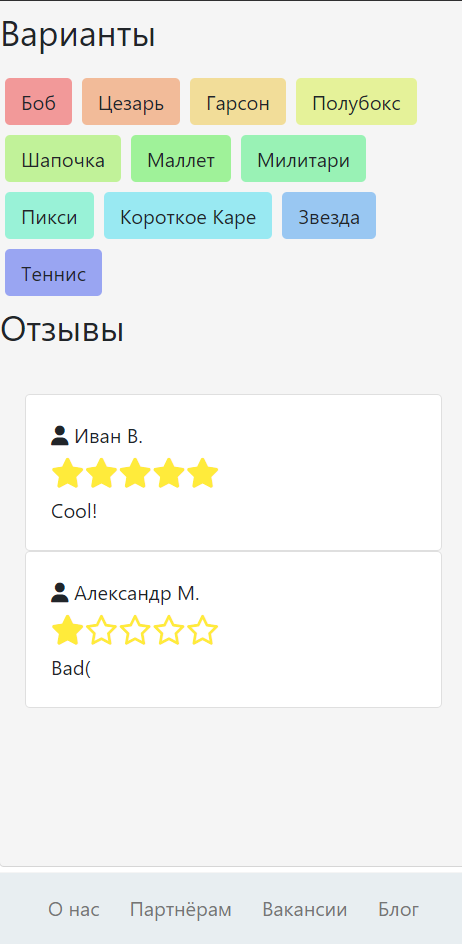 Варианты
Боб Цезарь Гарсон Полубокс
Шапочка Маллет Милитари
Пикси Короткое Каре Звезда
Теннис
Отзывы
Иван В.
Cool!
Александр М.
Bad(
О нас Партнёрам Вакансии Блог